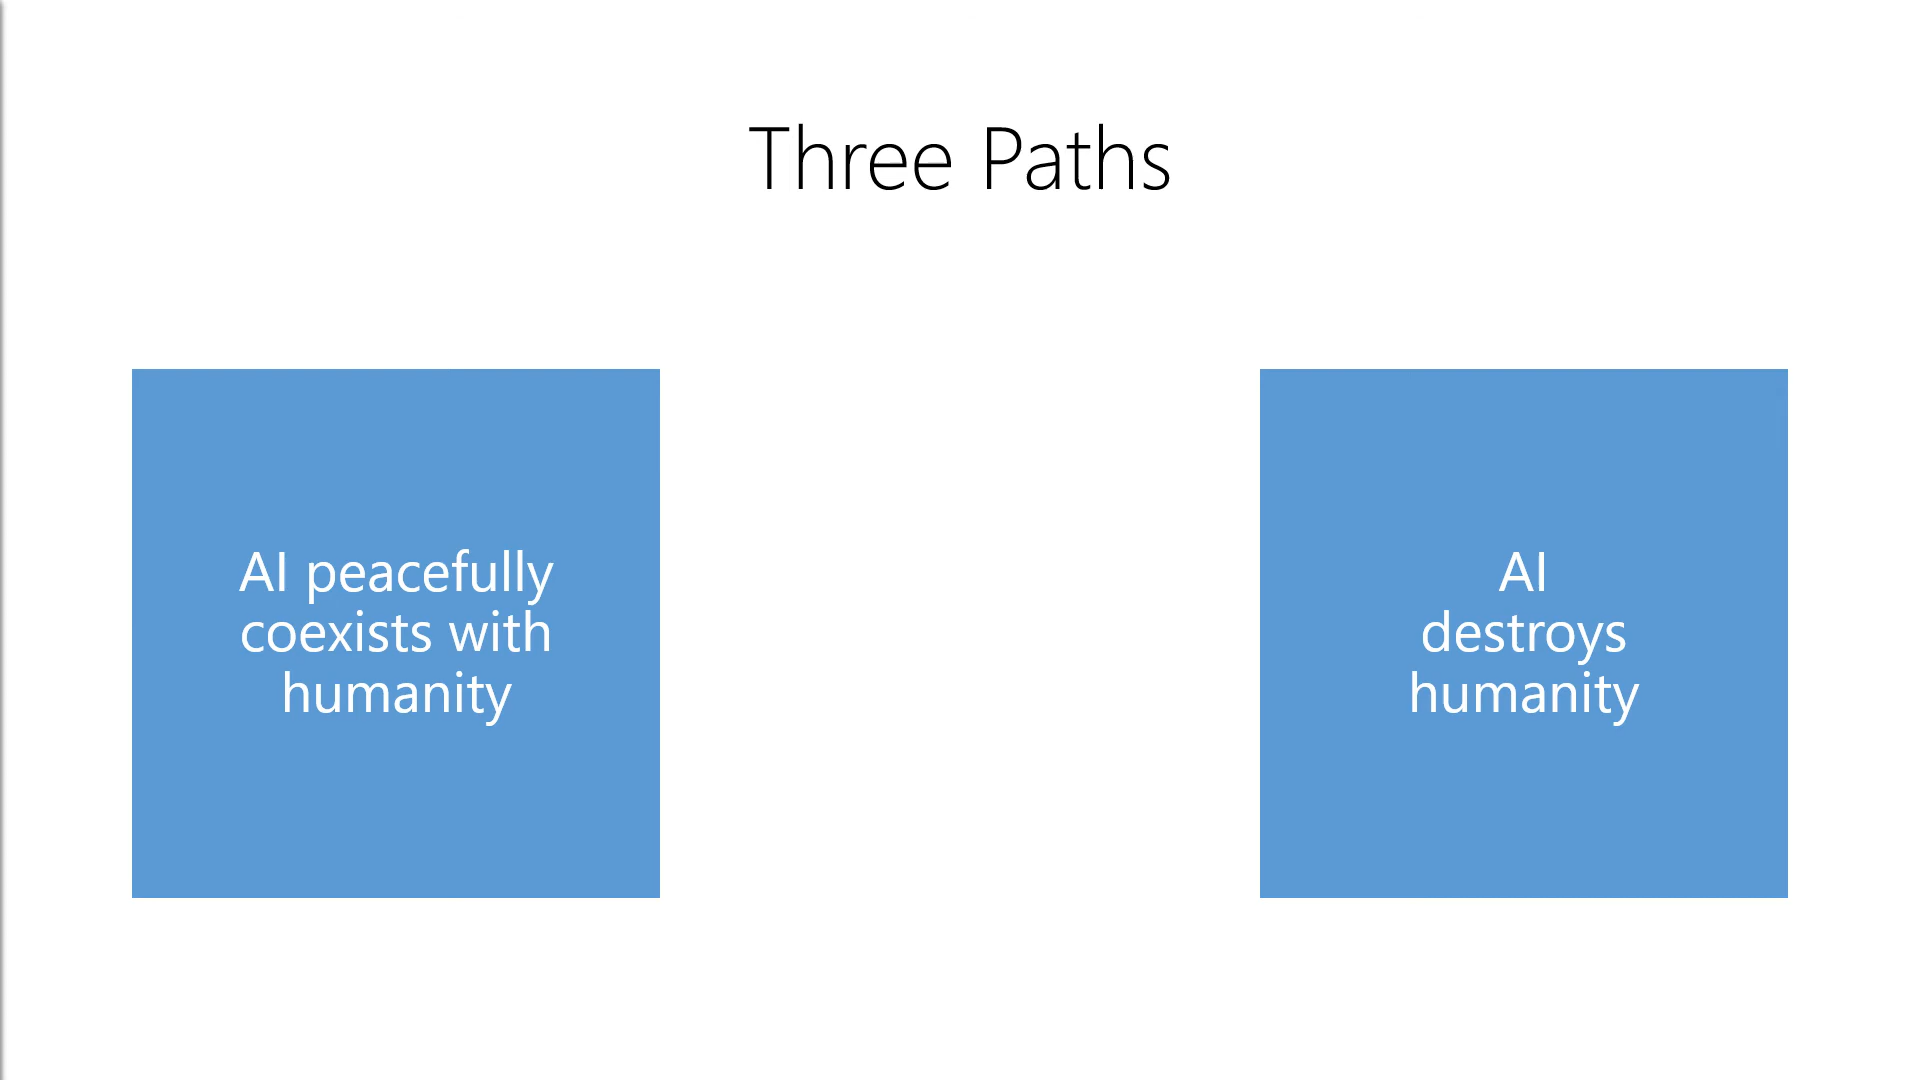 Three Paths
AI peacefully
coexists with
humanity
AI
destroys
humanity